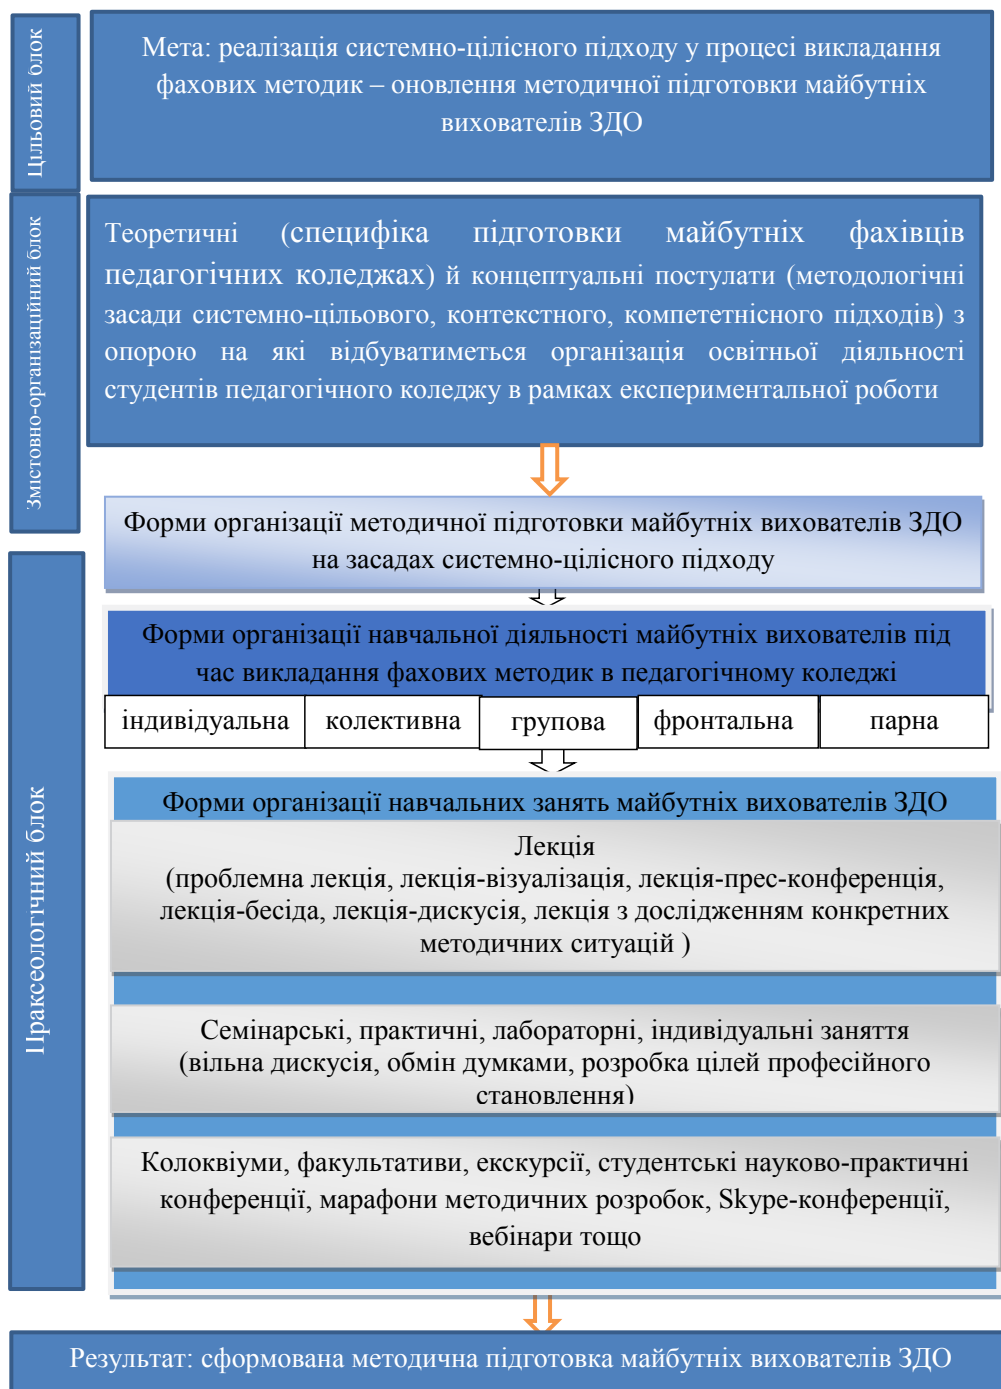 Цільовий блок
Мета: реалізація системно-цілісного підходу у процесі викладання
фахових методик – оновлення методичної підготовки майбутніх
вихователів ЗДО
Змістовно-організаційний блок
Теоретичні (специфіка підготовки майбутніх фахівців
педагогічних коледжах) й концептуальні постулати (методологічні
засади системно-цільового, контекстного, компетептнісного підходів) з
опорою на які відбуватиметься організація освітньої діяльності
студентів педагогічного коледжу в рамках експериментальної роботи
Форми організації методичної підготовки майбутніх вихователів ЗДО
на засадах системно-цілісного підходу
Праксеологічний блок
Форми організації навчальної діяльності майбутніх вихователів під
час викладання фахових методик в педагогічному коледжі
індивідуальна
колективна
групова
фронтальна
парна
Форми організації навчальних занять майбутніх вихователів ЗДО
Лекція
(проблемна лекція, лекція-візуалізація, лекція-прес-конференція,
лекція-бесіда, лекція-дискусія, лекція з дослідженням конкретних
методичних ситуацій )
Семінарські, практичні, лабораторні, індивідуальні заняття
(вільна дискусія, обмін думками, розробка цілей професійного
становлення)
Колоквіуми, факультативи, екскурсії, студентські науково-практичні
конференції, марафони методичних розробок, Skype-конференції,
вебінари тощо
Результат: сформована методична підготовка майбутніх вихователів ЗДО